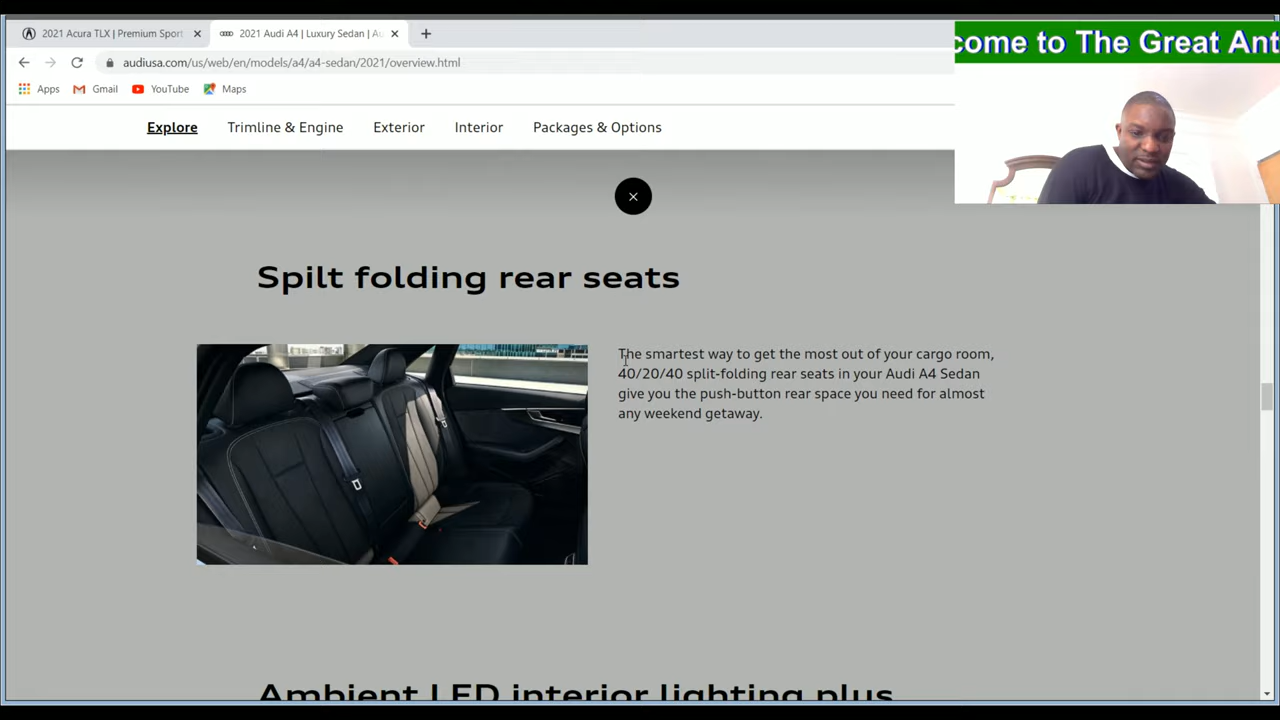 2021 Acura TLX | Premium Sport
2021 Audi A4 | Luxury Sedan | Au
come to The Great Ant
audiusa.com/us/web/en/models/a4/a4-sedan/2021/overview.html
Apps Gmail YouTube Maps
Explore Trimline & Engine Exterior Interior Packages & Options
Spilt folding rear seats
The smartest way to get the most out of your cargo room,
40/20/40 split-folding rear seats in your Audi A4 Sedan
give you the push-button rear space you need for almost
any weekend getaway.
Ambient LED interior lighting plus